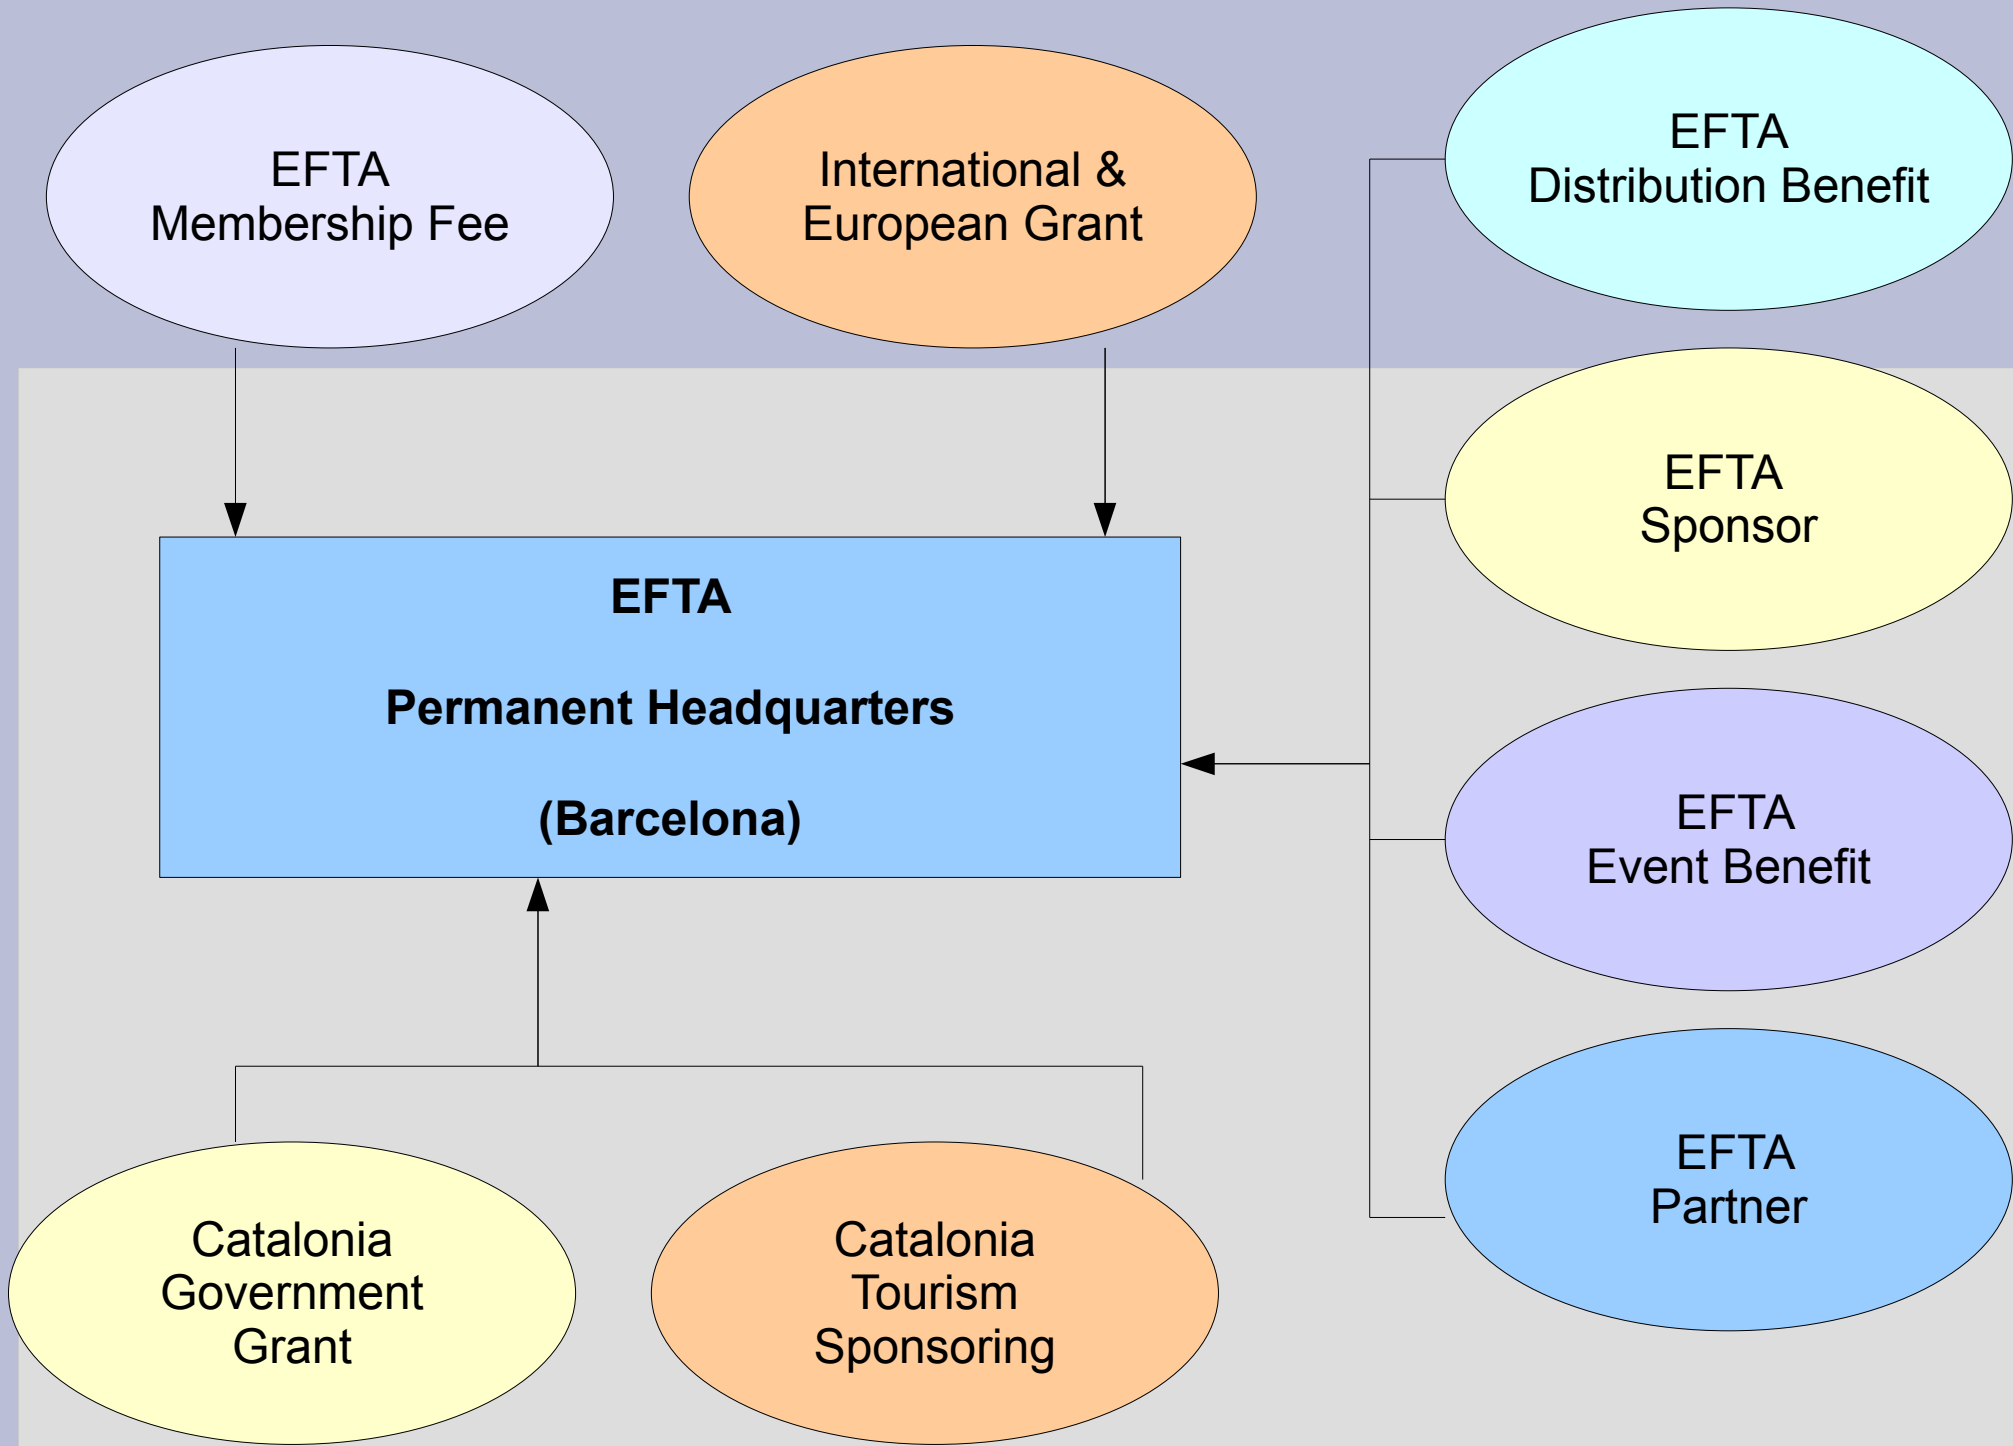 EFTA
Membership Fee
International &
European Grant
EFTA
Distribution Benefit
EFTA
Sponsor
EFTA
Permanent Headquarters
(Barcelona)
EFTA
Event Benefit
EFTA
Partner
Catalonia
Government
Grant
Catalonia
Tourism
Sponsoring